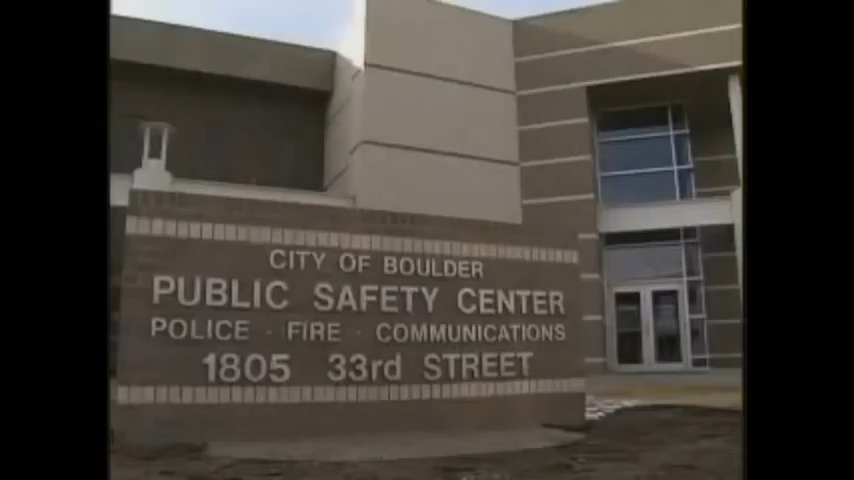 CITY OF BOULDER
PUBLIC SAFETY CENTER
POLICE · FIRE · COMMUNICATIONS
1805 33rd STREET